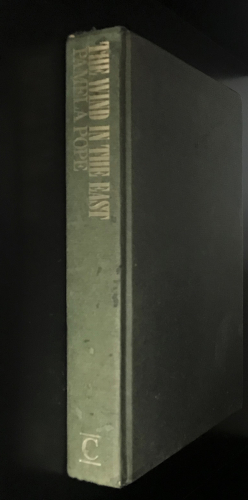 THE WIND IN THE EAST
PAMELA POPE
C